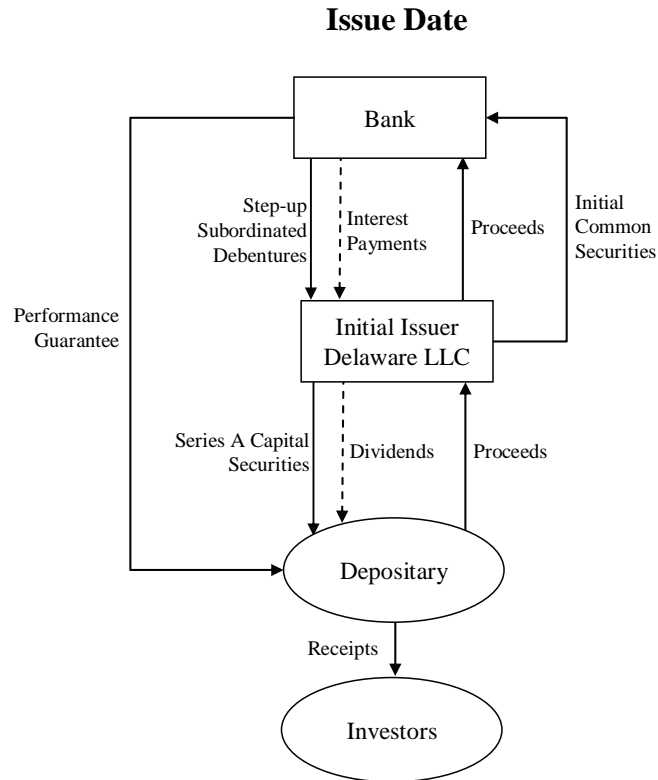 Issue Date
Bank
Step-up
Subordinated
Debentures
Interest
Payments
Proceeds
Initial
Common
Securities
Performance
Guarantee
Initial Issuer
Delaware LLC
Series A Capital
Securities
Dividends
Proceeds
Depositary
Receipts
Investors